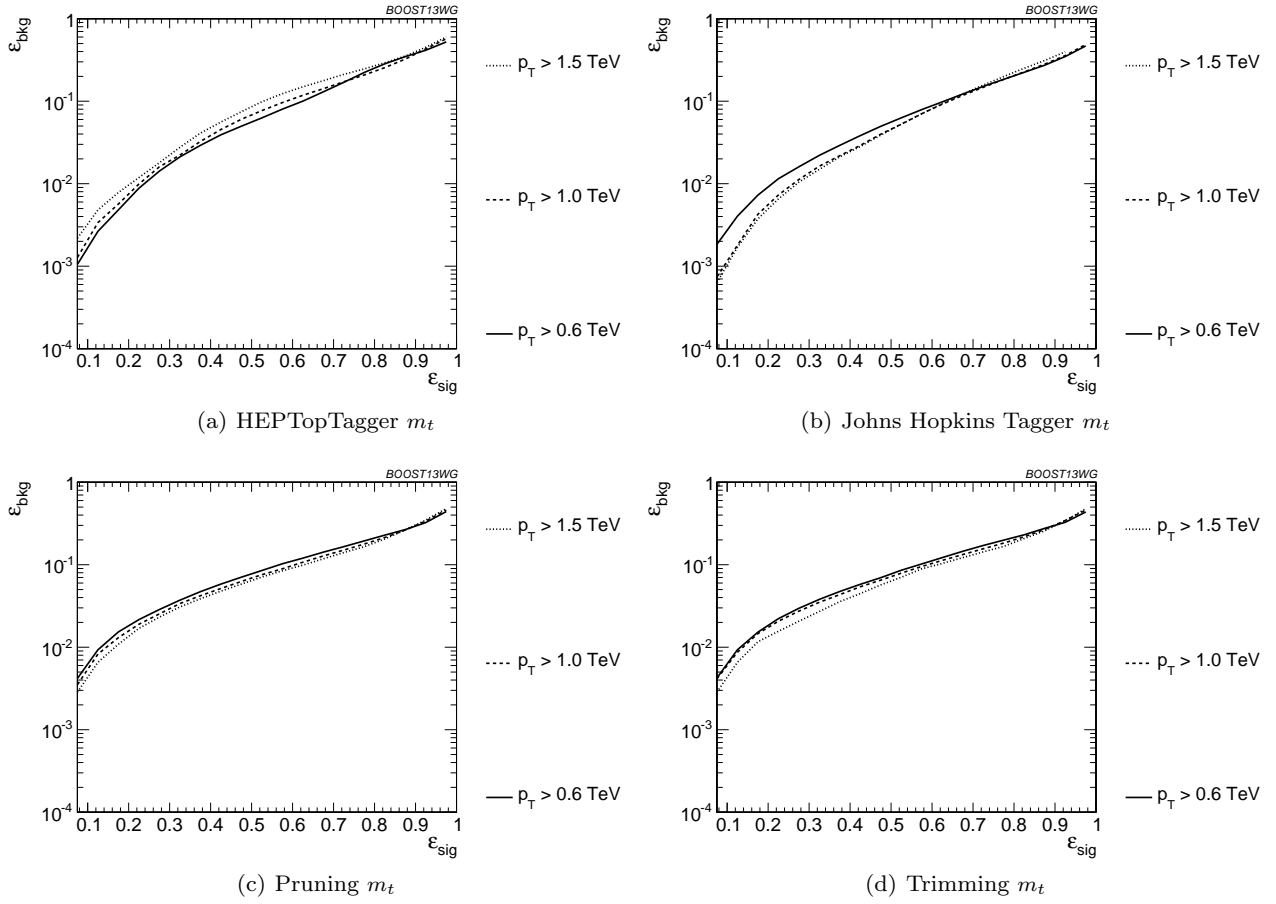 BOOST13WG
ε_bkg
1
10^-1
10^-2
10^-3
10^-4
0.1 0.2 0.3 0.4 0.5 0.6 0.7 0.8 0.9 1
ε_sig
p_T > 1.5 TeV
p_T > 1.0 TeV
p_T > 0.6 TeV
(a) HEPTopTagger m_t
BOOST13WG
ε_bkg
1
10^-1
10^-2
10^-3
10^-4
0.1 0.2 0.3 0.4 0.5 0.6 0.7 0.8 0.9 1
ε_sig
p_T > 1.5 TeV
p_T > 1.0 TeV
p_T > 0.6 TeV
(b) Johns Hopkins Tagger m_t
BOOST13WG
ε_bkg
1
10^-1
10^-2
10^-3
10^-4
0.1 0.2 0.3 0.4 0.5 0.6 0.7 0.8 0.9 1
ε_sig
p_T > 1.5 TeV
p_T > 1.0 TeV
p_T > 0.6 TeV
(c) Pruning m_t
BOOST13WG
ε_bkg
1
10^-1
10^-2
10^-3
10^-4
0.1 0.2 0.3 0.4 0.5 0.6 0.7 0.8 0.9 1
ε_sig
p_T > 1.5 TeV
p_T > 1.0 TeV
p_T > 0.6 TeV
(d) Trimming m_t